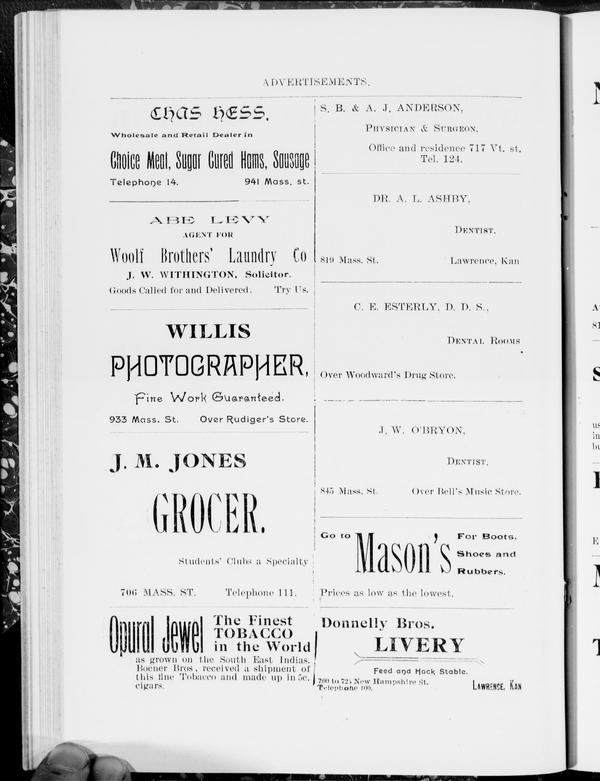 ADVERTISEMENTS.
CHAS HESS,
Wholesale and Retail Dealer in
Choice Meat, Sugar Cured Hams, Sausage
Telephone 14. 941 Mass. st.
ABE LEVY
AGENT FOR
Woolf Brothers' Laundry Co
J. W. WITHINGTON, Solicitor.
Goods Called for and Delivered. Try Us.
WILLIS
PHOTOGRAPHER,
Fine Work Guaranteed.
933 Mass. St. Over Rudiger's Store.
J. M. JONES
GROCER.
Students' Clubs a Specialty
706 MASS. ST. Telephone 111.
Opural Jewel
The Finest
TOBACCO
in the World
as grown on the South East Indias.
Bocner Bros, received a shipment of
this fine Tobacco and made up in 5c.
cigars.
S. B. & A. J. ANDERSON,
PHYSICIAN & SURGEON,
Office and residence 717 Vt. st.
Tel. 124.
DR. A. L. ASHBY,
DENTIST.
819 Mass. St. Lawrence, Kan
C. E. ESTERLY, D. D. S.,
DENTAL ROOMS
Over Woodward's Drug Store.
J. W. O'BRYON,
DENTIST,
845 Mass. St. Over Bell's Music Store.
Go to
Mason's
For Boots,
Shoes and
Rubbers.
Prices as low as the lowest.
Donnelly Bros.
LIVERY
Feed and Hack Stable.
New Hampshire St.
Telephone 100.
LAWRENCE, KAN